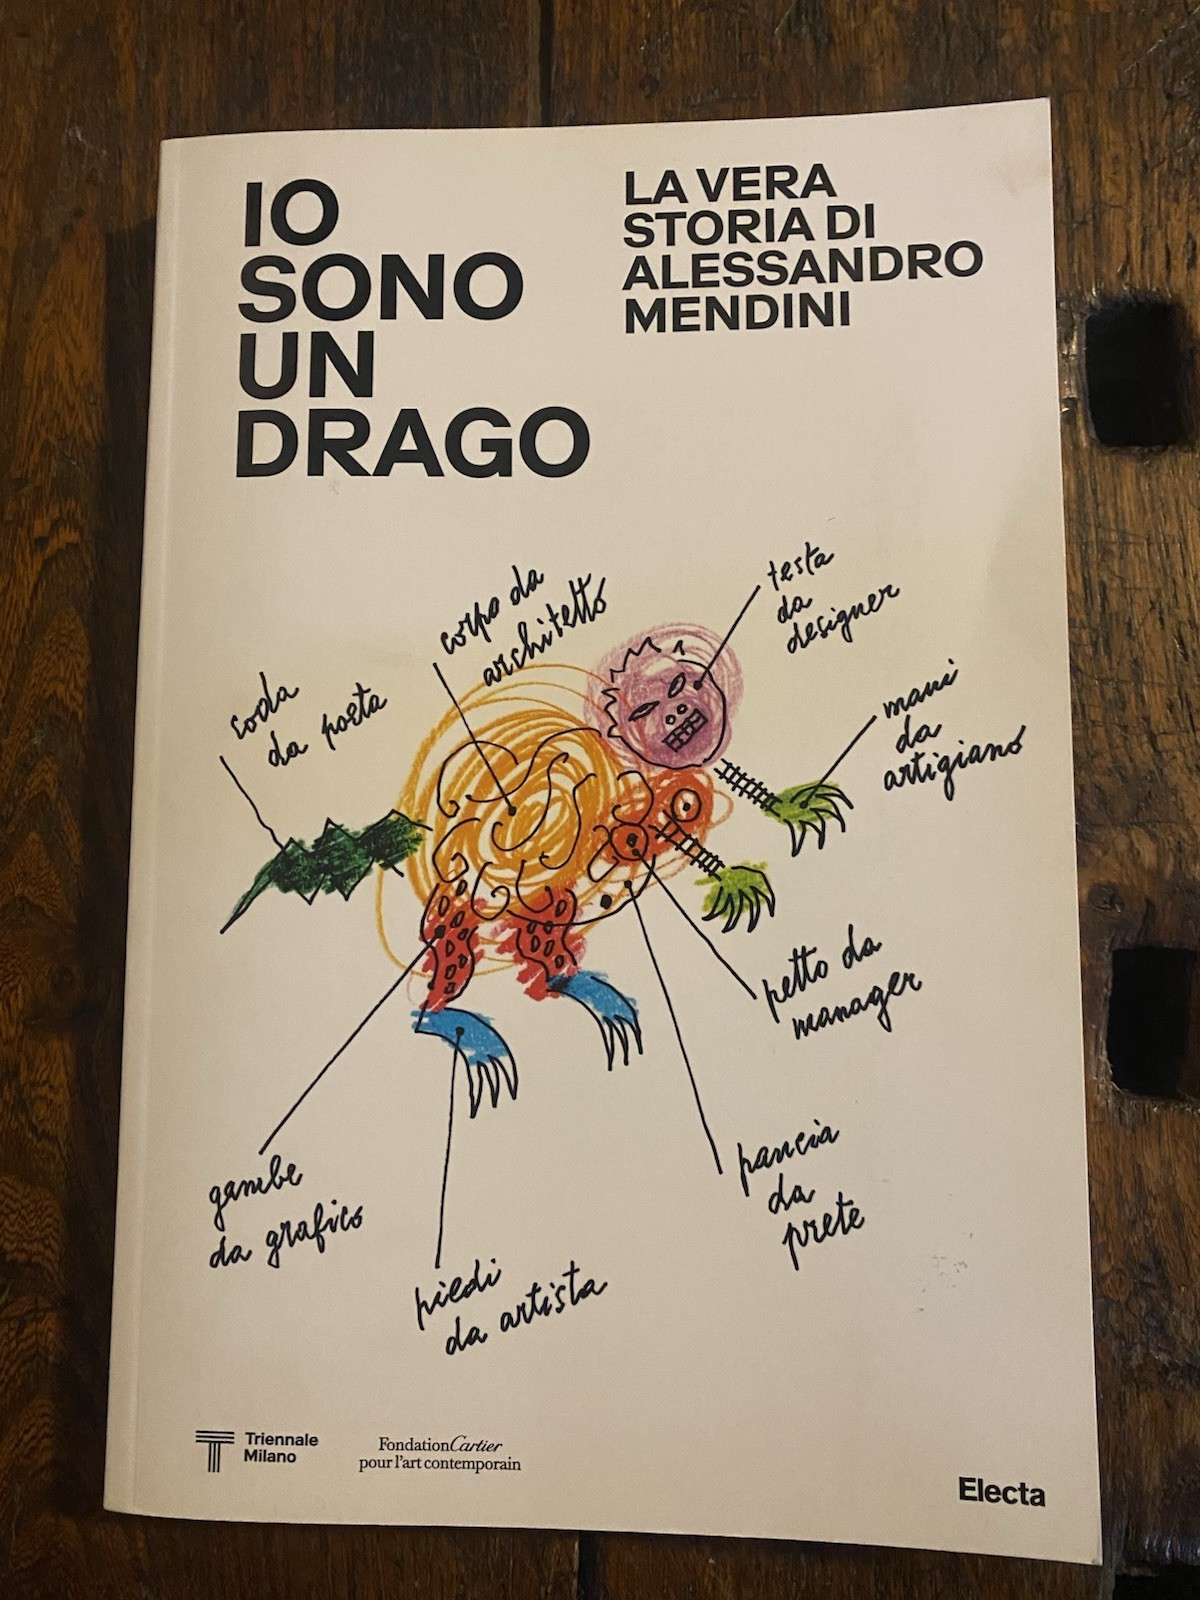 IO
SONO
UN
DRAGO
LA VERA
STORIA DI
ALESSANDRO
MENDINI
testa
da
designer
corpo da
architetto
mani
da
artigiano
coda
da poeta
petto da
manager
pancia
da
prete
gambe
da grafico
piedi
da artista
Triennale
Milano
Fondation Cartier
pour l'art contemporain
Electa